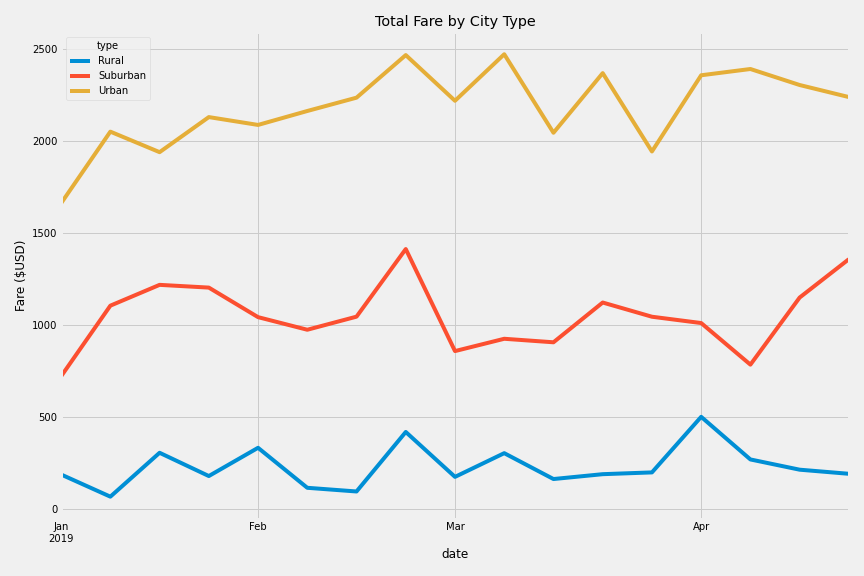 Total Fare by City Type
type
Rural
Suburban
Urban
2500
2000
1500
1000
500
0
Fare ($USD)
Jan
2019
Feb
Mar
Apr
date